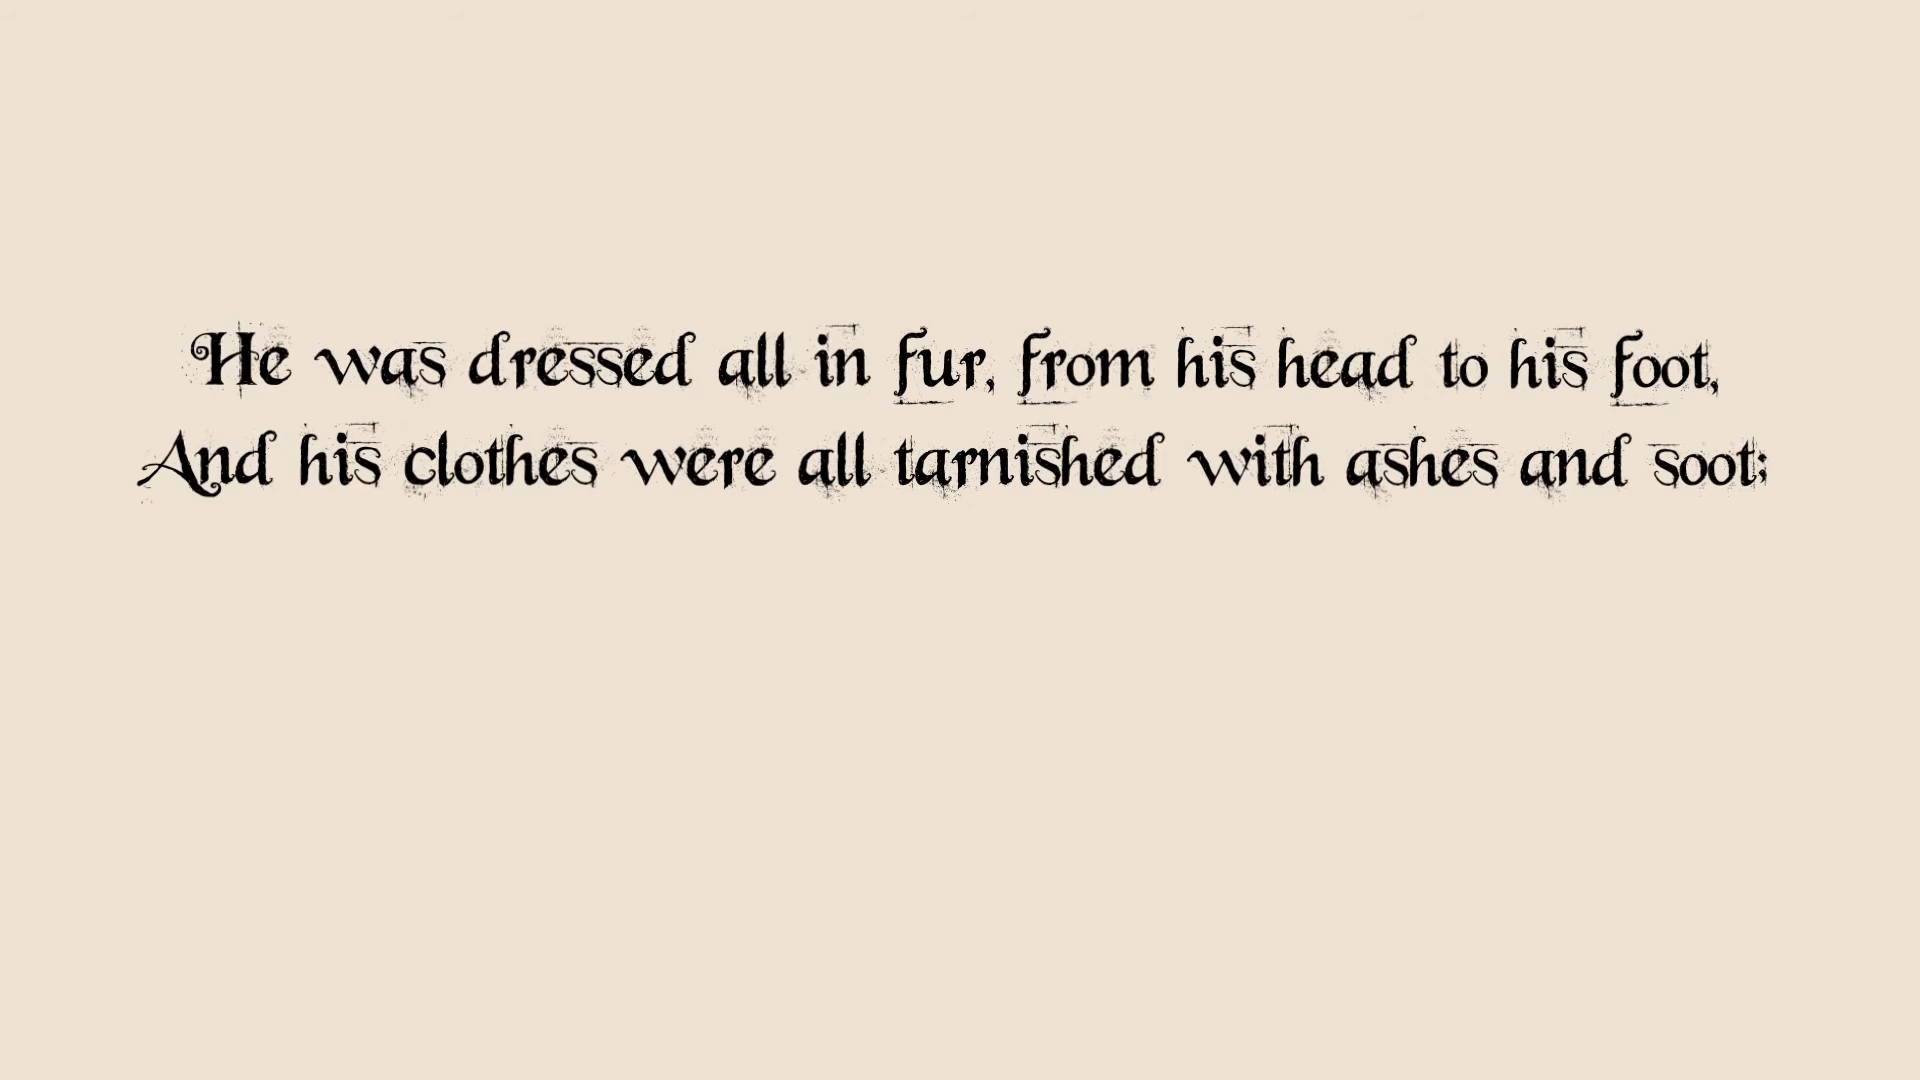 He was dressed all in fur, from his head to his foot,
And his clothes were all tarnished with ashes and soot;